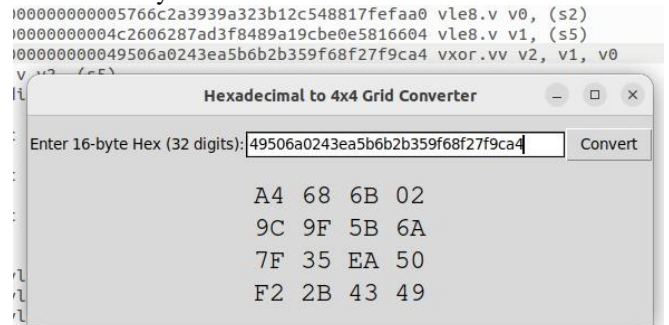 000000000005766c2a3939a323b12c548817fefaa0 vle8.v v0, (s2)
00000000004c2606287ad3f8489a19cbe0e5816604 vle8.v v1, (s5)
000000000049506a0243ea5b6b2b359f68f27f9ca4 vxor.vv v2, v1, v0
Hexadecimal to 4x4 Grid Converter
Enter 16-byte Hex (32 digits): 49506a0243ea5b6b2b359f68f27f9ca4 Convert
A4 68 6B 02
9C 9F 5B 6A
7F 35 EA 50
F2 2B 43 49